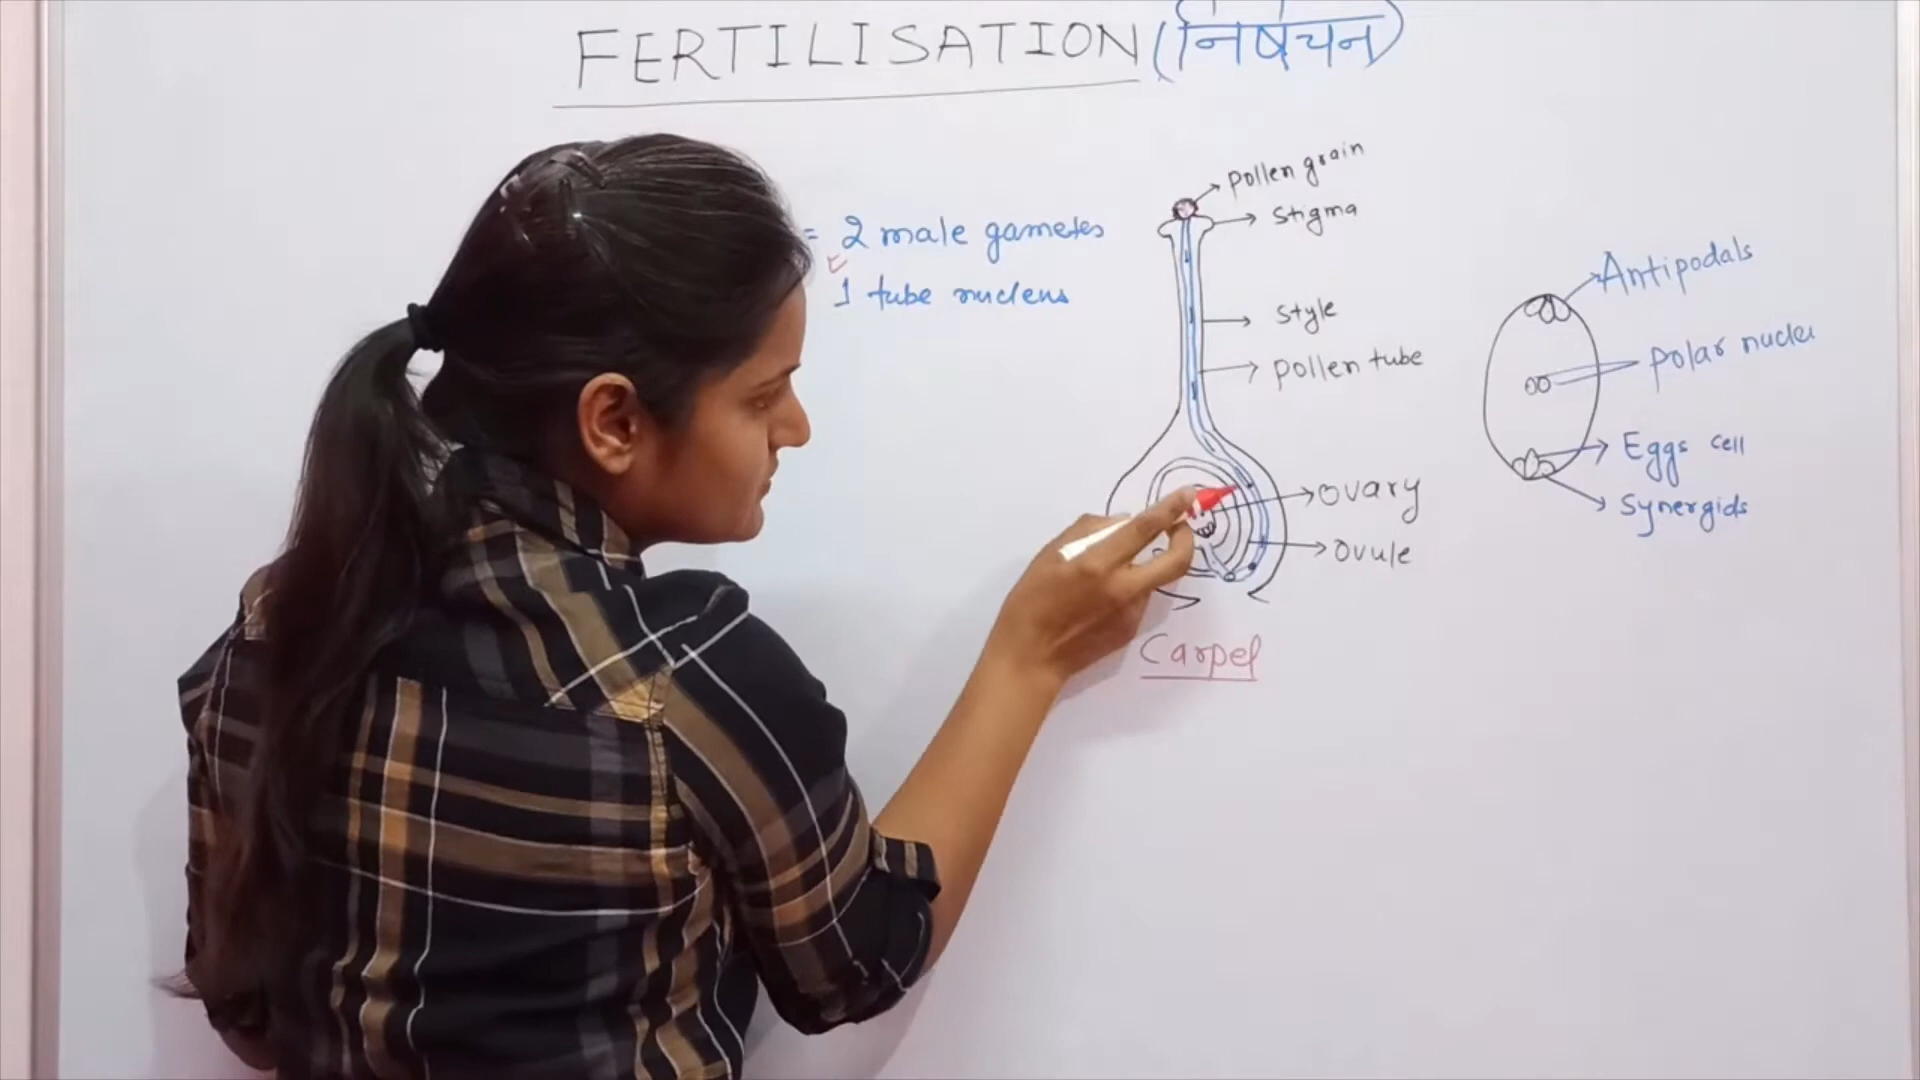 FERTILISATION (निषेचन)
= 2 male gametes
1 tube nucleus
pollen grain
stigma
style
pollen tube
ovary
ovule
Carpel
Antipodals
polar nuclei
Eggs cell
synergids